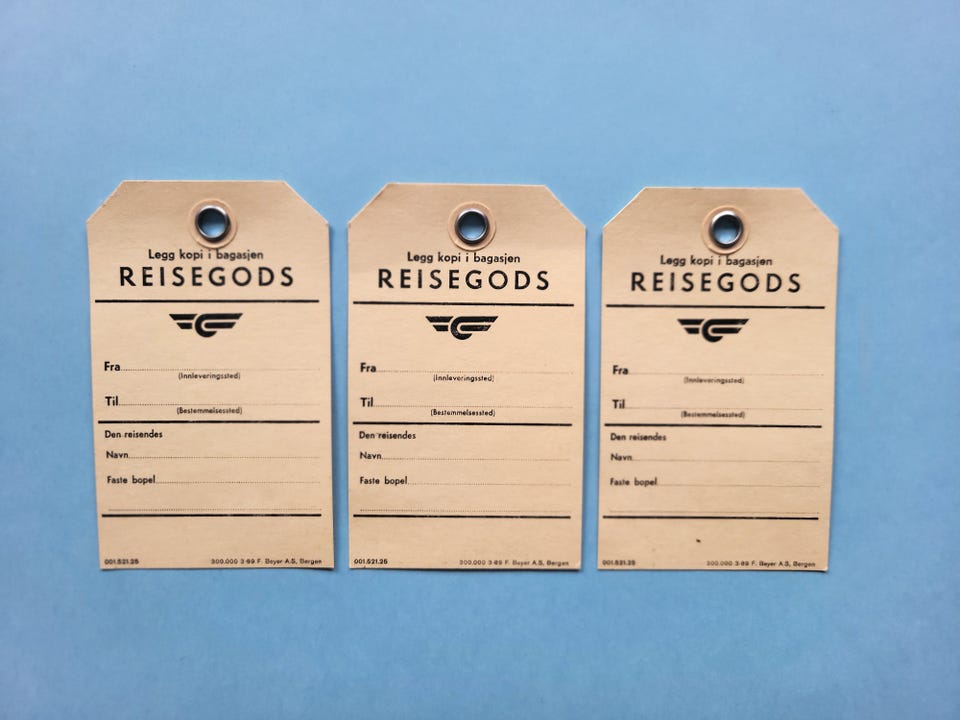 Legg kopi i bagasjen
REISEGODS
Fra
(Innleveringssted)
Til
(Bestemmelsessted)
Den reisendes
Navn
Faste bopel
001.521.25 300.000 3-69 F. Beyer A.S, Bergen
Legg kopi i bagasjen
REISEGODS
Fra
(Innleveringssted)
Til
(Bestemmelsessted)
Den reisendes
Navn
Faste bopel
001.521.25 300.000 3-69 F. Beyer A.S, Bergen
Legg kopi i bagasjen
REISEGODS
Fra
(Innleveringssted)
Til
(Bestemmelsessted)
Den reisendes
Navn
Faste bopel
001.521.25 300.000 3-69 F. Beyer A.S, Bergen